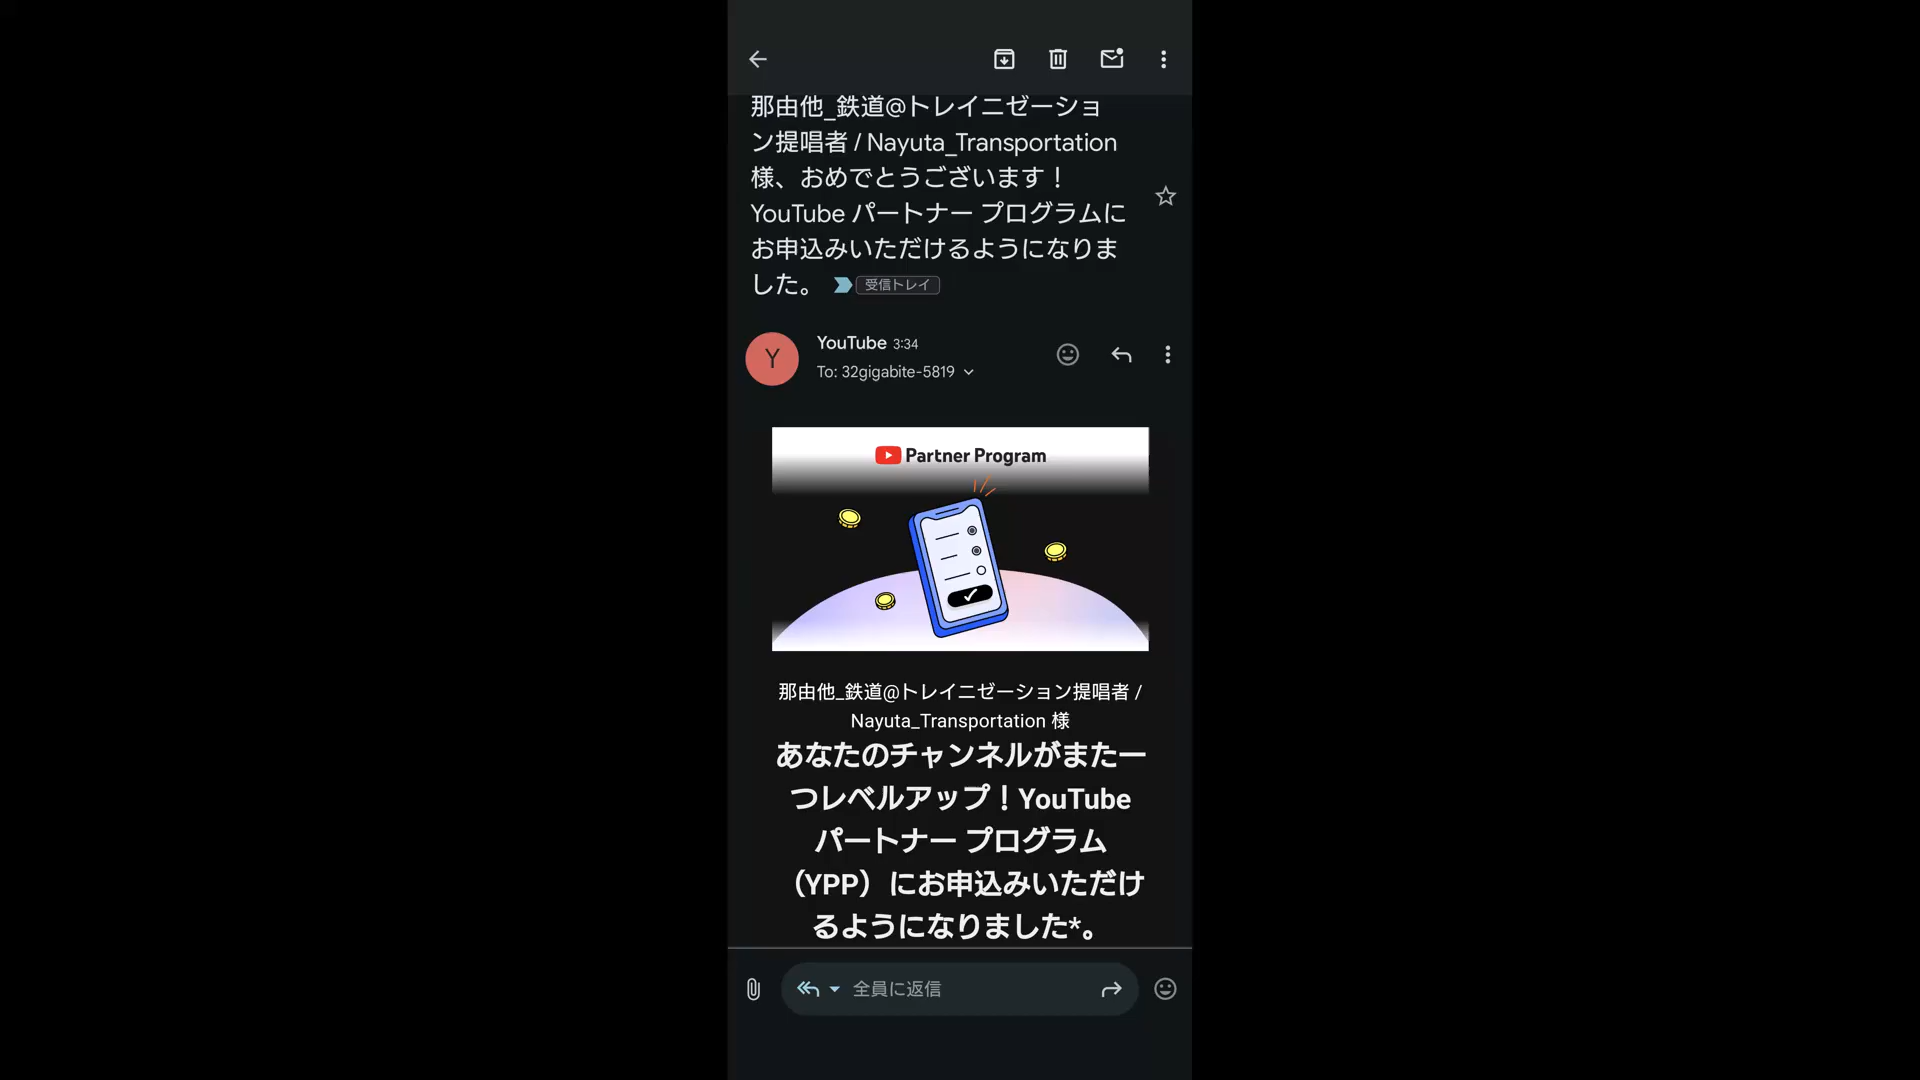 那由他_鉄道@トレイニゼーショ
ン提唱者 / Nayuta_Transportation
様、おめでとうございます！
YouTube パートナー プログラムに
お申込みいただけるようになりま
した。 受信トレイ
Y
YouTube 3:34
To: 32gigabite-5819
Partner Program
那由他_鉄道@トレイニゼーション提唱者 /
Nayuta_Transportation 様
あなたのチャンネルがまた一
つレベルアップ！YouTube
パートナー プログラム
（YPP）にお申込みいただけ
るようになりました*。
全員に返信